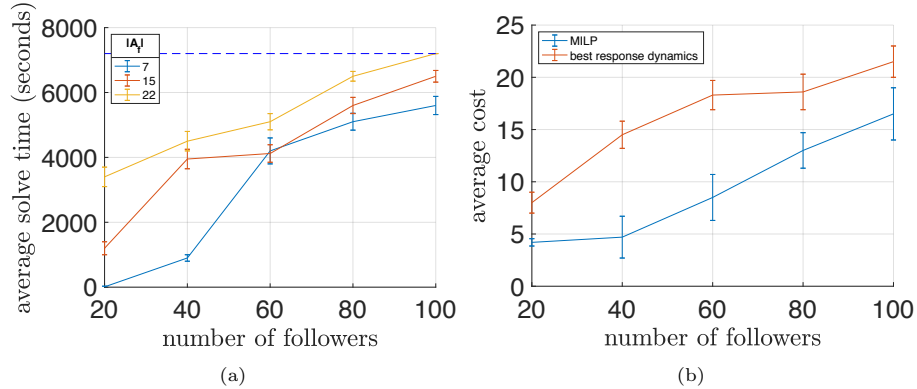 8000
6000
4000
2000
0
20 40 60 80 100
average solve time (seconds)
number of followers
|A_f|
7
15
22
(a)
25
20
15
10
5
0
20 40 60 80 100
average cost
number of followers
MILP
best response dynamics
(b)